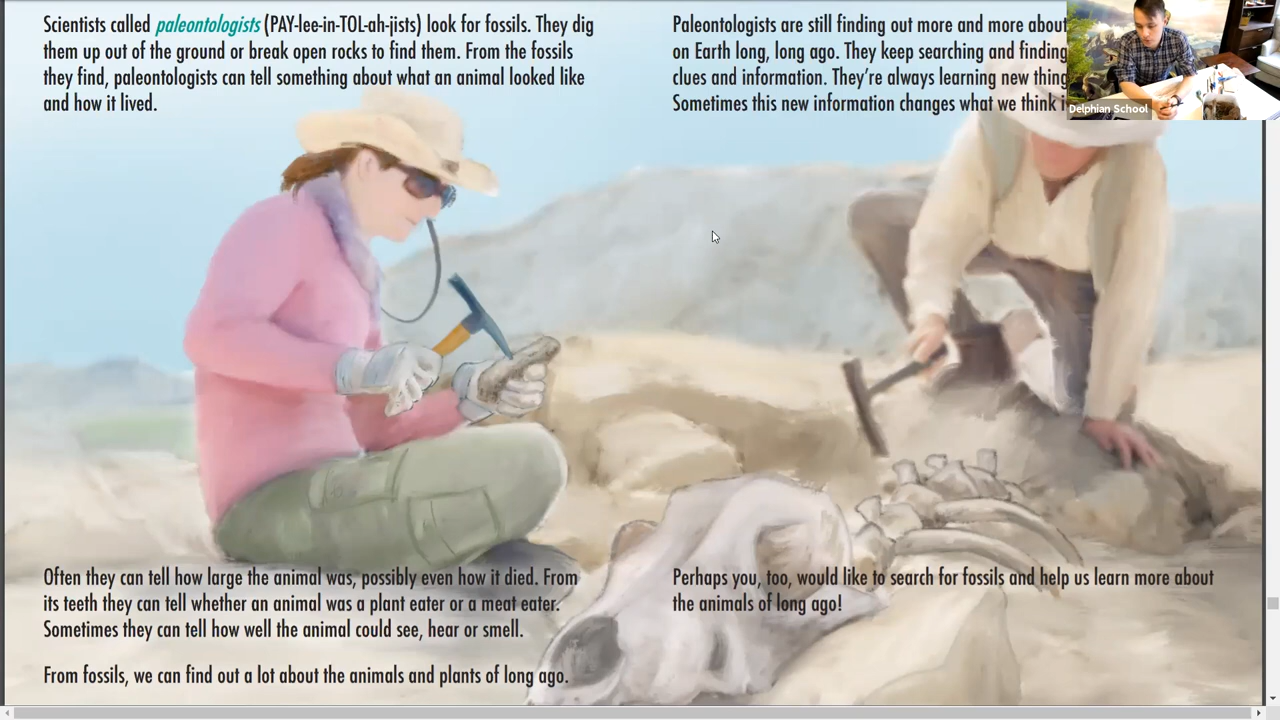 Scientists called paleontologists (PAY-lee-in-TOL-ah-jists) look for fossils. They dig
them up out of the ground or break open rocks to find them. From the fossils
they find, paleontologists can tell something about what an animal looked like
and how it lived.
Often they can tell how large the animal was, possibly even how it died. From
its teeth they can tell whether an animal was a plant eater or a meat eater.
Sometimes they can tell how well the animal could see, hear or smell.
From fossils, we can find out a lot about the animals and plants of long ago.
Paleontologists are still finding out more and more about
on Earth long, long ago. They keep searching and finding
clues and information. They're always learning new thing
Sometimes this new information changes what we think
Perhaps you, too, would like to search for fossils and help us learn more about
the animals of long ago!
Delphian School